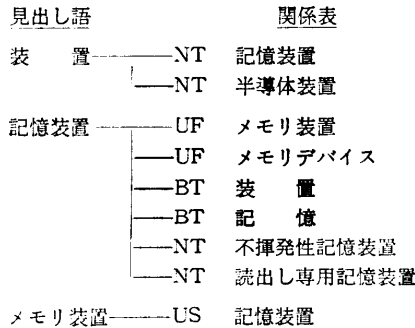 見出し語 関係表
装 置 NT 記憶装置
NT 半導体装置
記憶装置 UF メモリ装置
UF メモリデバイス
BT 装 置
BT 記 憶
NT 不揮発性記憶装置
NT 読出し専用記憶装置
メモリ装置 US 記憶装置